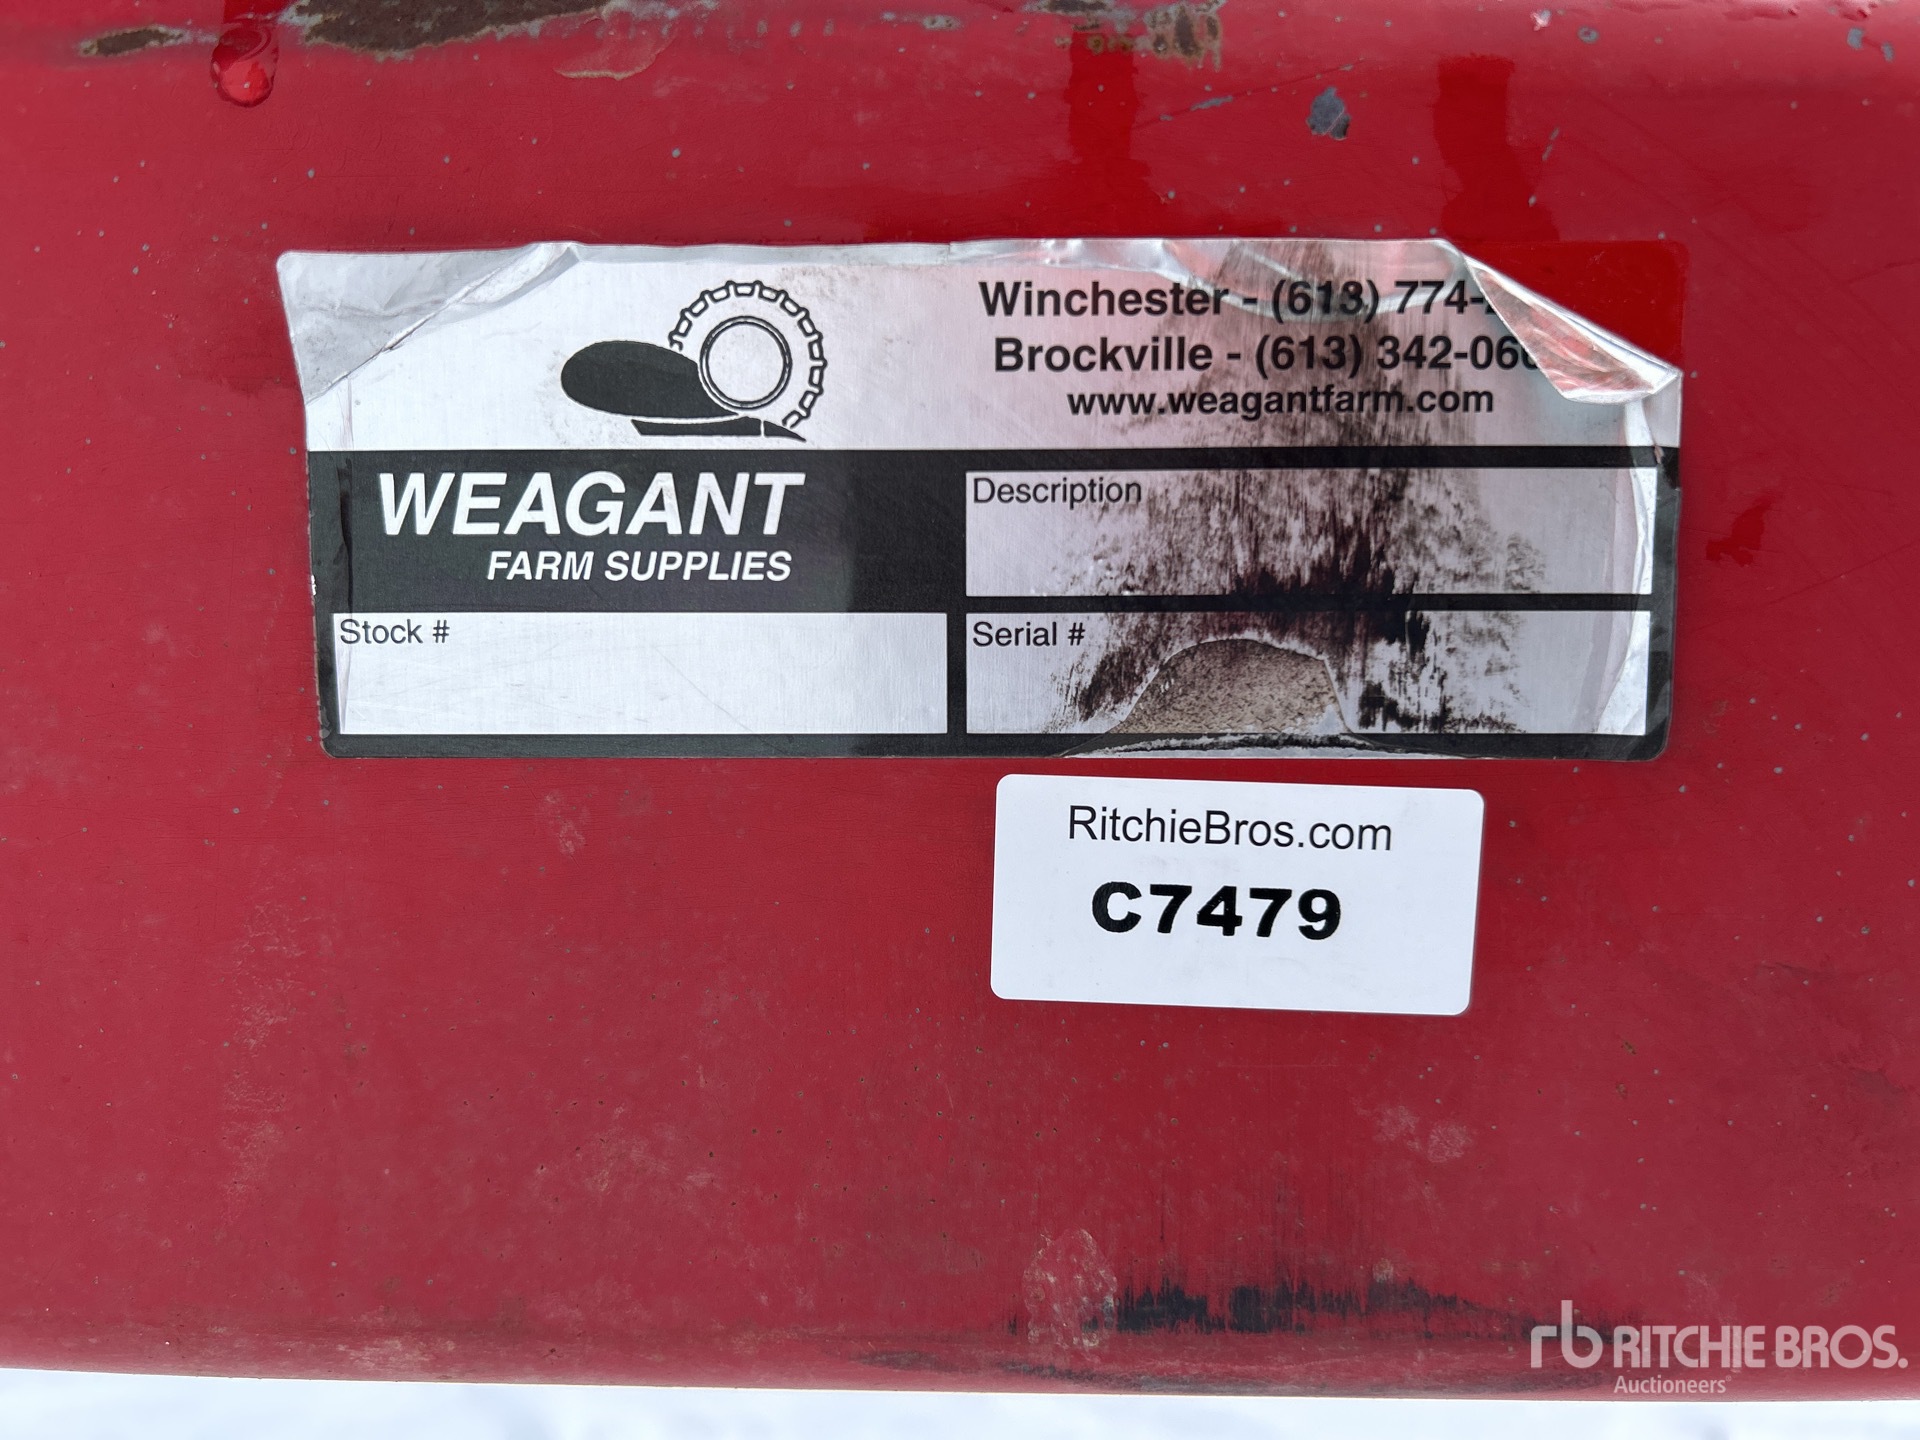 Winchester - (613) 774-
Brockville - (613) 342-06
www.weagantfarm.com
WEAGANT
FARM SUPPLIES
Description
Stock #
Serial #
RitchieBros.com
C7479
rb RITCHIE BROS.
Auctioneers